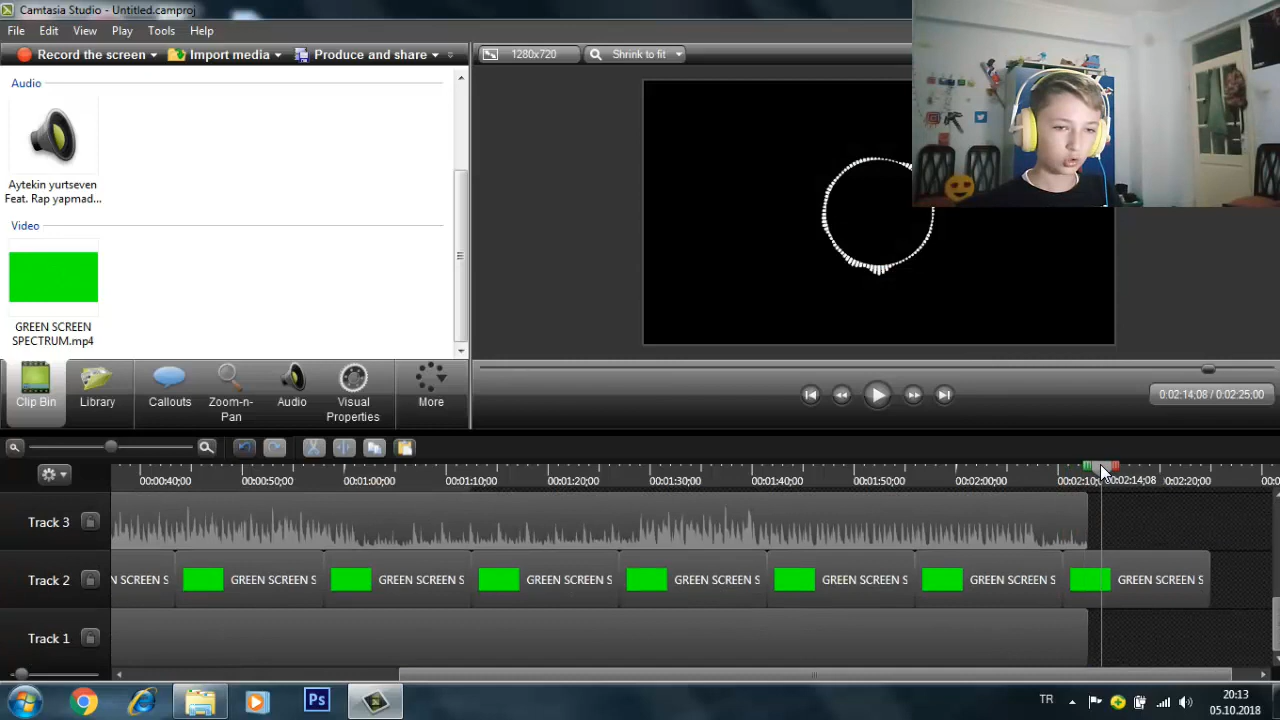 Camtasia Studio - Untitled.camproj
File Edit View Play Tools Help
Record the screen Import media Produce and share
1280x720 Shrink to fit
Audio
Aytekin yurtseven
Feat. Rap yapmad...
Video
GREEN SCREEN
SPECTRUM.mp4
Clip Bin Library Callouts Zoom-n-Pan Audio Visual Properties More
0:02:14;08 / 0:02:25;00
00:00:40;00 00:00:50;00 00:01:00;00 00:01:10;00 00:01:20;00 00:01:30;00 00:01:40;00 00:01:50;00 00:02:00;00 00:02:10;00 0:02:14;08 00:02:20;00
Track 3
Track 2 N SCREEN S GREEN SCREEN S GREEN SCREEN S GREEN SCREEN S GREEN SCREEN S GREEN SCREEN S GREEN SCREEN S GREEN SCREEN S
Track 1
Ps
TR
20:13
05.10.2018